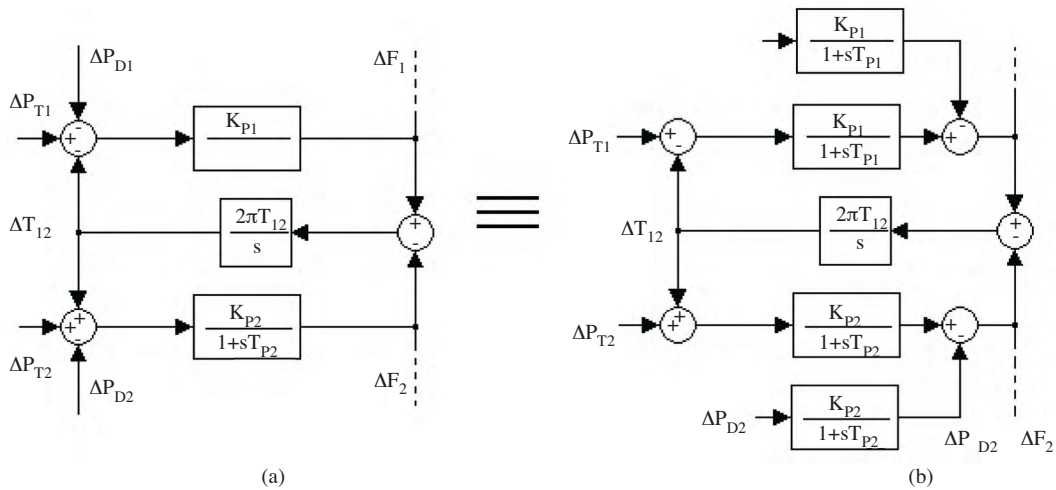 ΔP_D1
ΔF_1
ΔP_T1
-
+
-
K_P1
ΔT_12
2πT_12
s
+
-
+
+
-
K_P2
1+sT_P2
ΔP_T2
ΔP_D2
ΔF_2
(a)
K_P1
1+sT_P1
ΔP_T1
+
-
K_P1
1+sT_P1
-
+
ΔT_12
2πT_12
s
+
-
ΔP_T2
+
+
K_P2
1+sT_P2
+
-
ΔP_D2
K_P2
1+sT_P2
ΔP_D2
ΔF_2
(b)